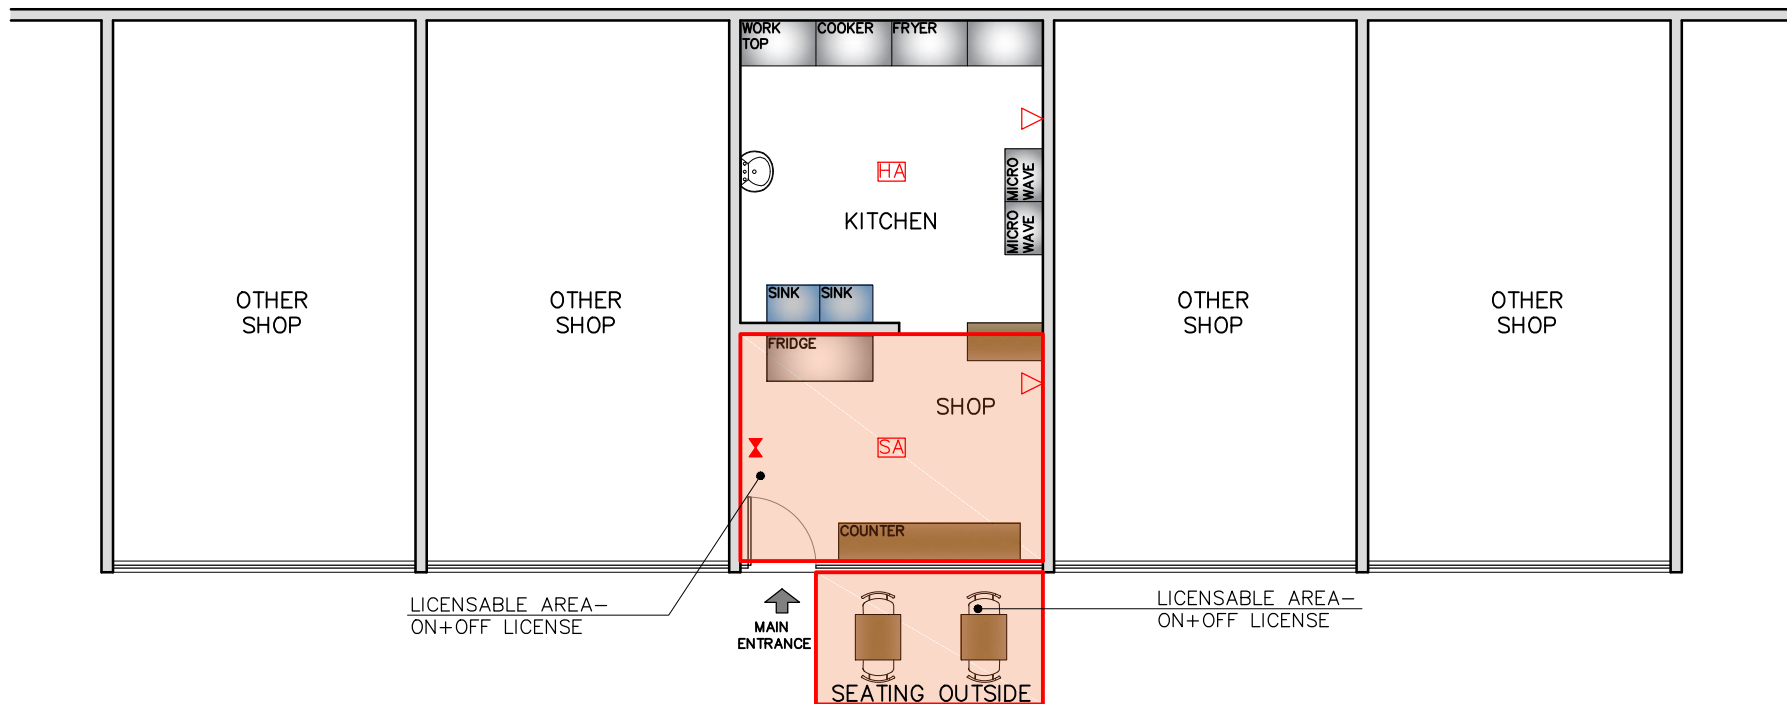 WORK
TOP
COOKER
FRYER
MICRO
WAVE
HA
KITCHEN
MICRO
WAVE
SINK
SINK
OTHER
SHOP
OTHER
SHOP
OTHER
SHOP
OTHER
SHOP
FRIDGE
SHOP
SA
COUNTER
LICENSABLE AREA-
ON+OFF LICENSE
MAIN
ENTRANCE
LICENSABLE AREA-
ON+OFF LICENSE
SEATING OUTSIDE